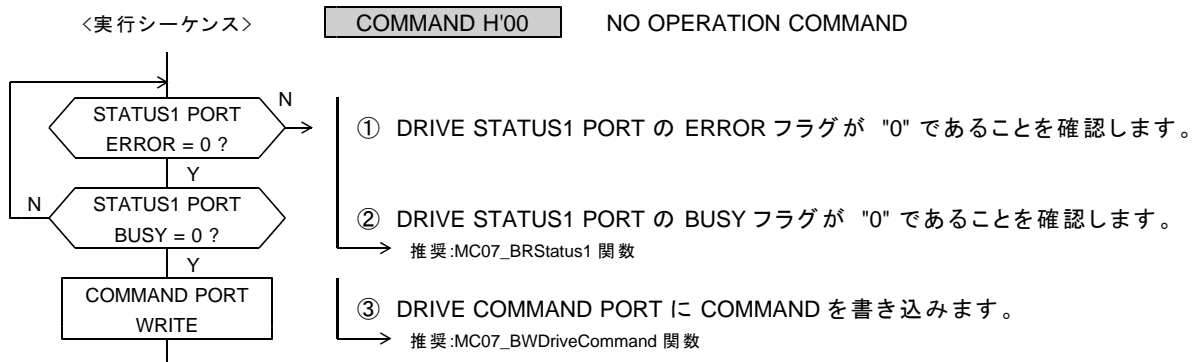 <実行シーケンス>
COMMAND H'00
NO OPERATION COMMAND
STATUS1 PORT
ERROR = 0 ?
N
Y
① DRIVE STATUS1 PORT の ERROR フラグが "0" であることを確認します。
N
STATUS1 PORT
BUSY = 0 ?
Y
② DRIVE STATUS1 PORT の BUSY フラグが "0" であることを確認します。
推奨:MC07_BRStatus1 関数
COMMAND PORT
WRITE
③ DRIVE COMMAND PORT に COMMAND を書き込みます。
推奨:MC07_BWDriveCommand 関数